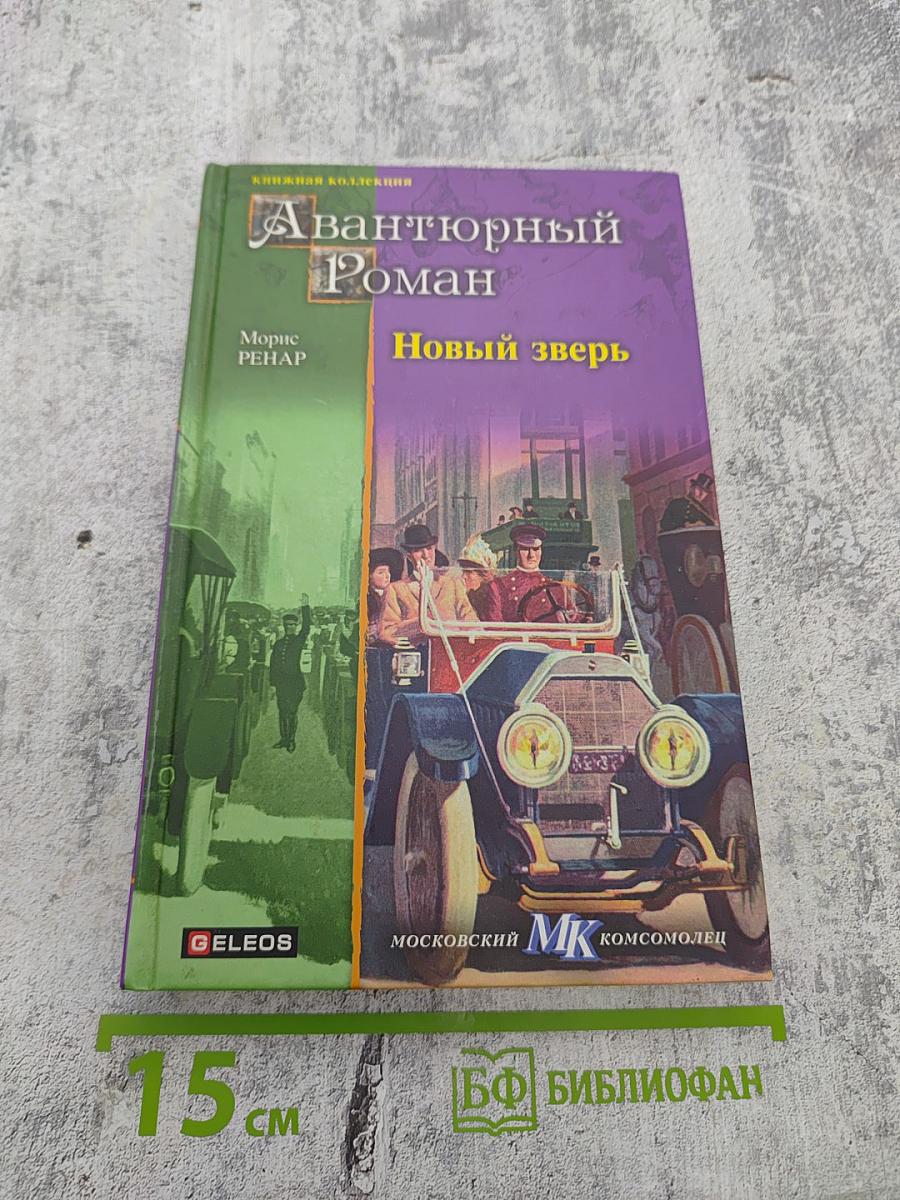 книжная коллекция
Авантюрный
Роман
Морис
РЕНАР
Новый зверь
GELEOS
МОСКОВСКИЙ МК КОМСОМОЛЕЦ
15 см
БФ БИБЛИОФАН